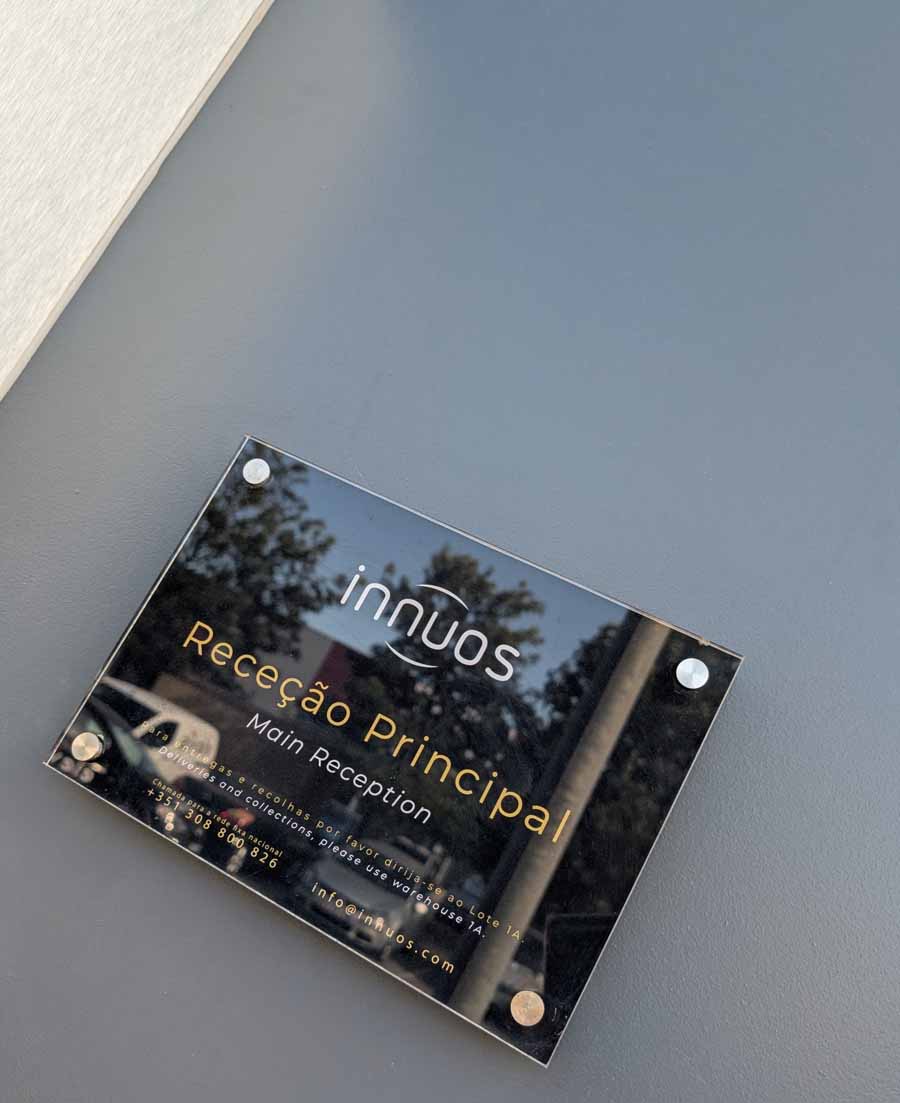 innuos
Receção Principal
Main Reception
Para entregas e recolhas por favor dirija-se ao Lote 1A.
Deliveries and collections, please use warehouse 1A.
Chamada para a rede fixa nacional
+351 308 800 826
info@innuos.com